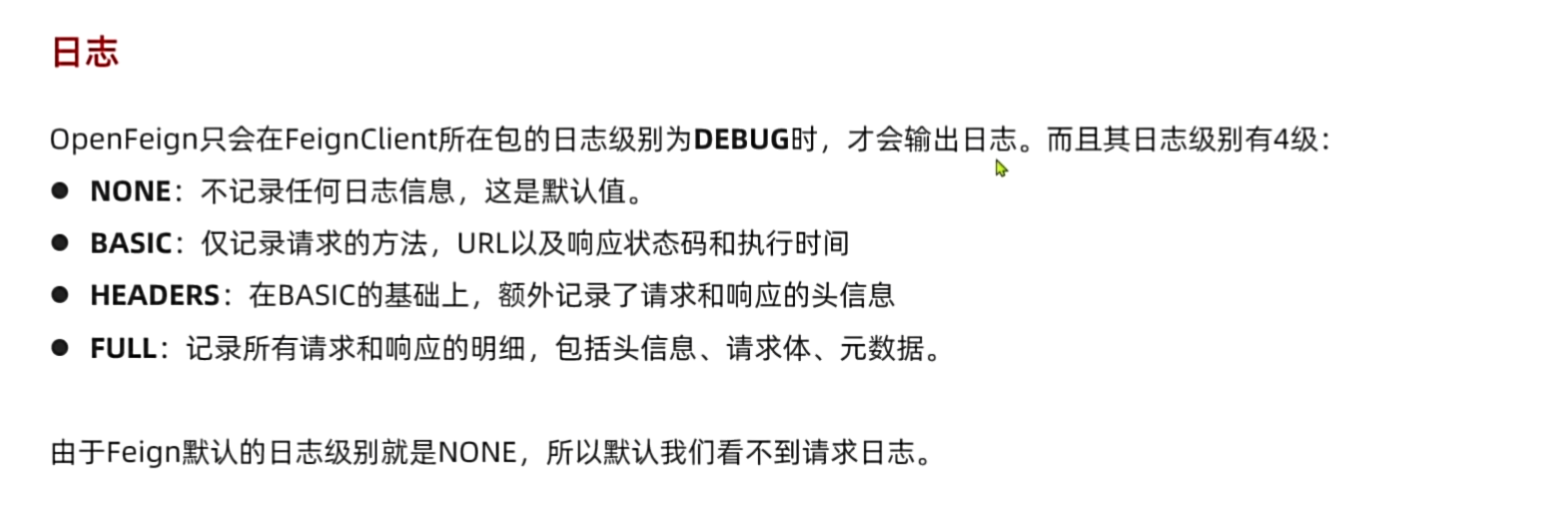 日志
OpenFeign只会在FeignClient所在包的日志级别为DEBUG时，才会输出日志。而且其日志级别有4级：
● NONE：不记录任何日志信息，这是默认值。
● BASIC：仅记录请求的方法，URL以及响应状态码和执行时间
● HEADERS：在BASIC的基础上，额外记录了请求和响应的头信息
● FULL：记录所有请求和响应的明细，包括头信息、请求体、元数据。
由于Feign默认的日志级别就是NONE，所以默认我们看不到请求日志。